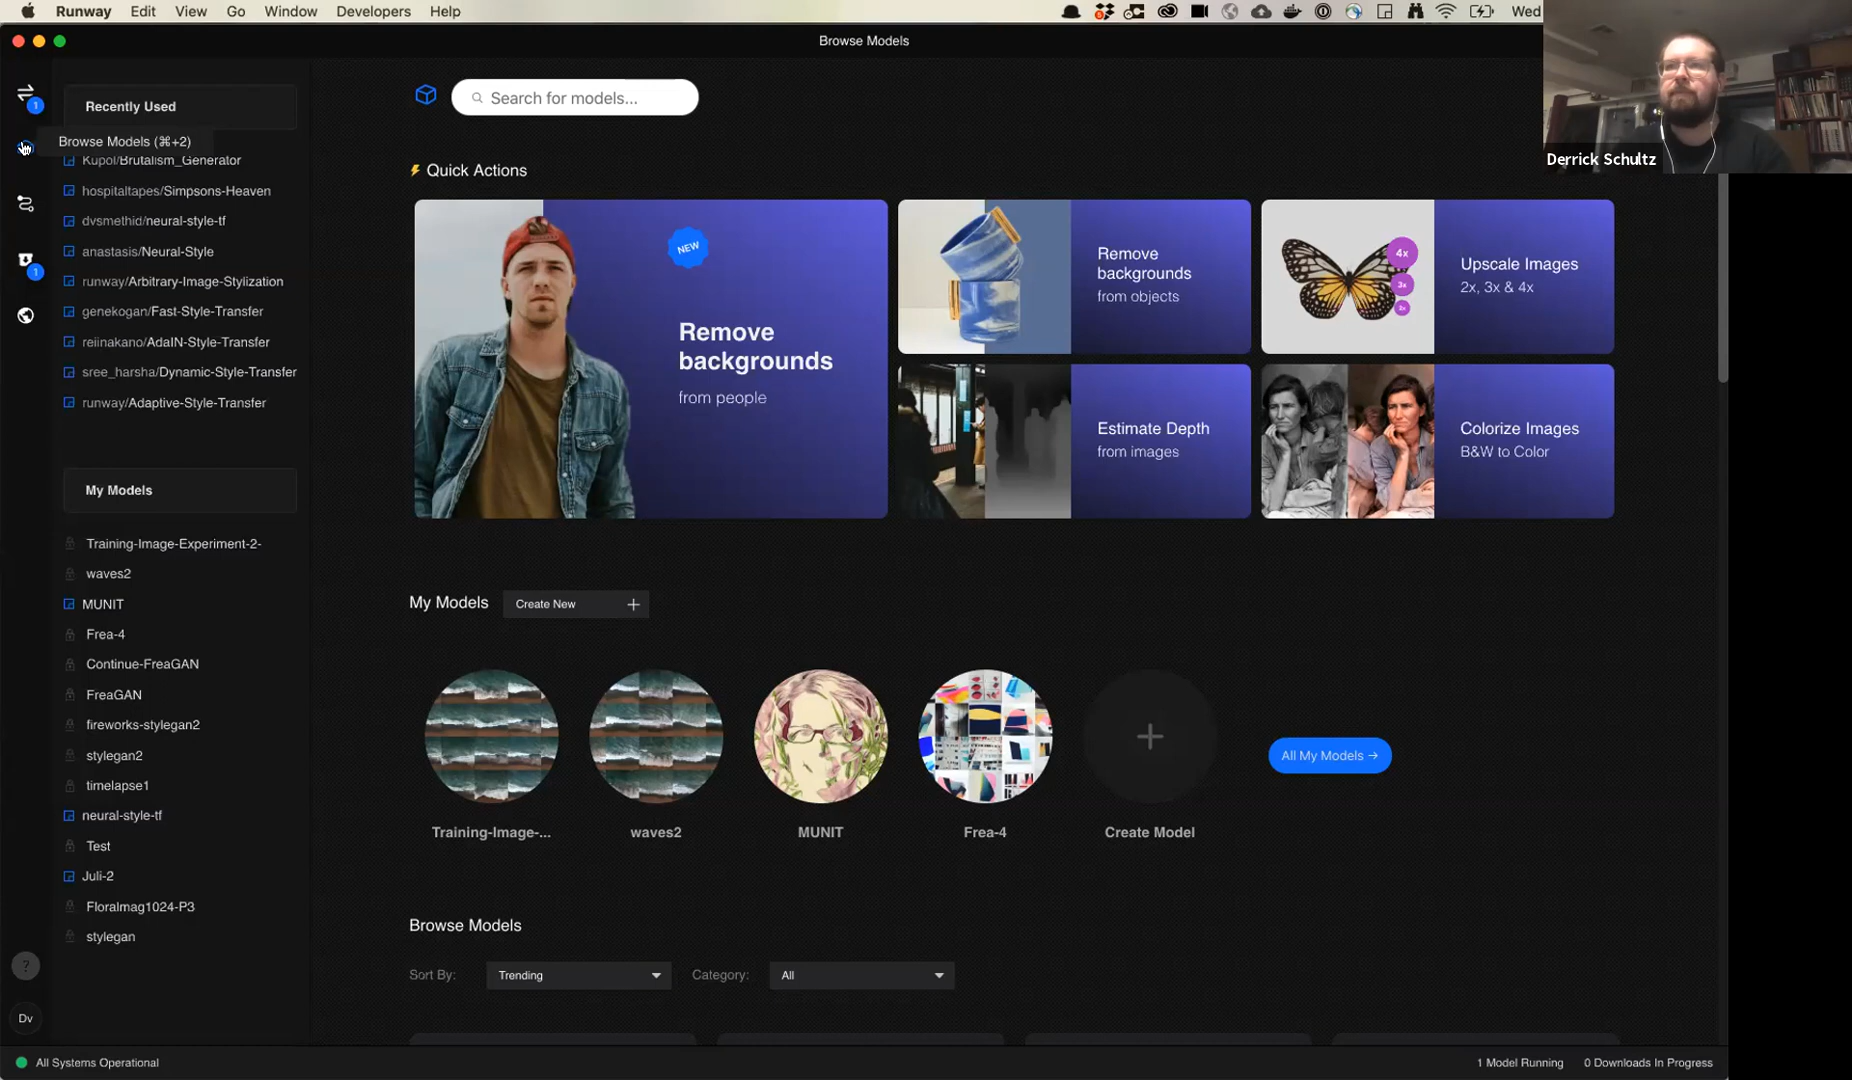 Runway Edit View Go Window Developers Help
Wed
Browse Models
Derrick Schultz
1
Recently Used
Browse Models (⌘+2)
Kupol/Brutalism_Generator
hospitaltapes/Simpsons-Heaven
dvsmethid/neural-style-tf
anastasis/Neural-Style
runway/Arbitrary-Image-Stylization
1
genekogan/Fast-Style-Transfer
reiinakano/AdaIN-Style-Transfer
sree_harsha/Dynamic-Style-Transfer
runway/Adaptive-Style-Transfer
My Models
Training-Image-Experiment-2-
waves2
MUNIT
Frea-4
Continue-FreaGAN
FreaGAN
fireworks-stylegan2
stylegan2
timelapse1
neural-style-tf
Test
Juli-2
Floralmag1024-P3
stylegan
?
Dv
Search for models...
Quick Actions
NEW
Remove
backgrounds
from people
Remove
backgrounds
from objects
4x
3x
2x
Upscale Images
2x, 3x & 4x
Estimate Depth
from images
Colorize Images
B&W to Color
My Models
Create New +
Training-Image-...
waves2
MUNIT
Frea-4
Create Model
All My Models →
Browse Models
Sort By: Trending Category: All
All Systems Operational
1 Model Running 0 Downloads In Progress